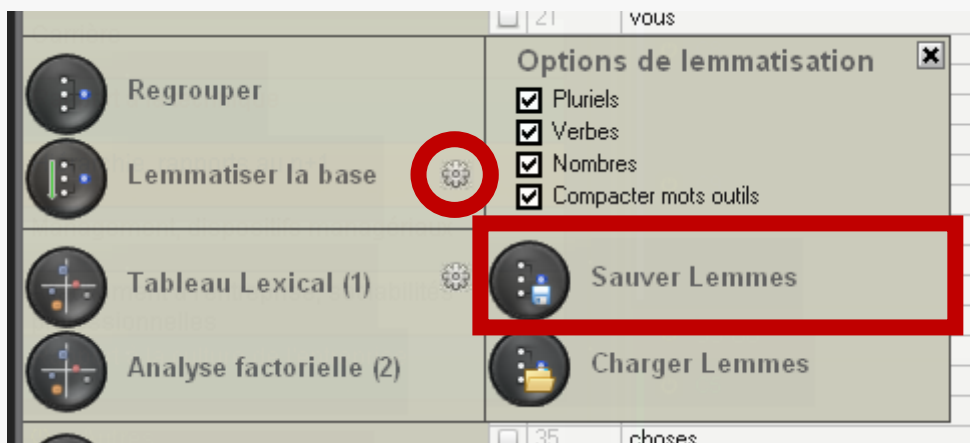 21 vous
Regrouper
Lemmatiser la base
Tableau Lexical (1)
Analyse factorielle (2)
Options de lemmatisation
Pluriels
Verbes
Nombres
Compacter mots outils
Sauver Lemmes
Charger Lemmes
35 choses